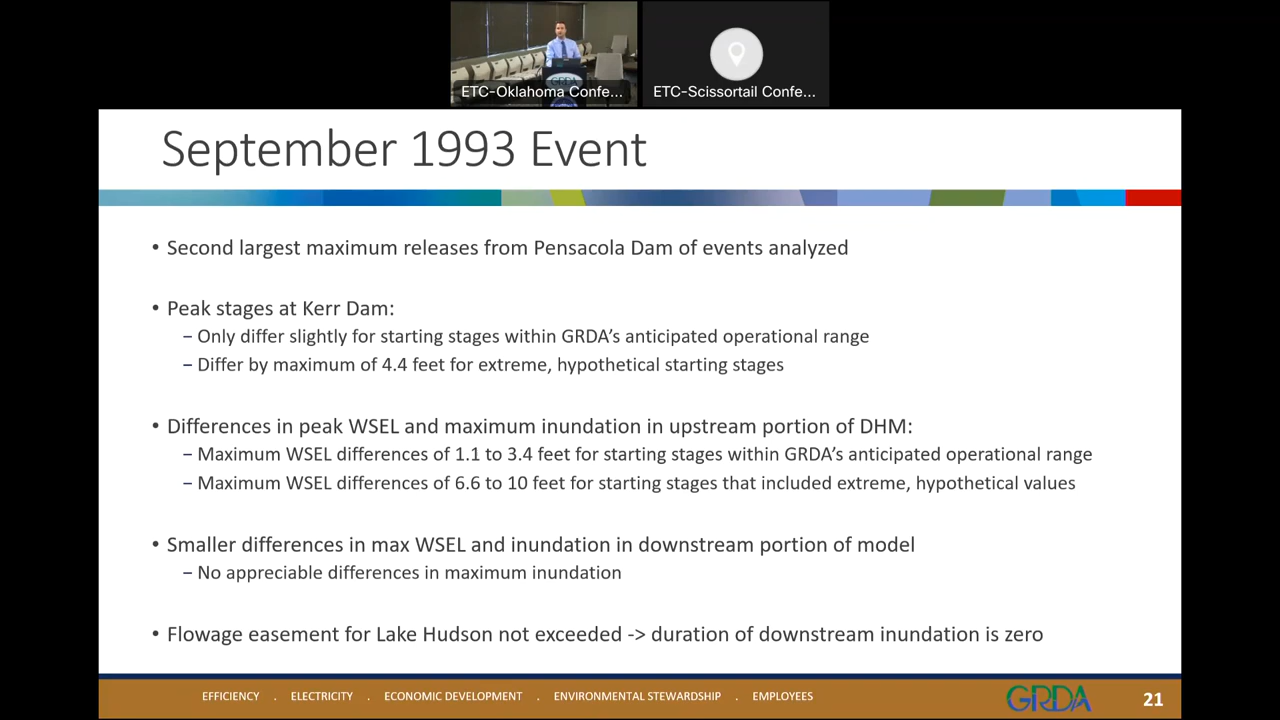 ETC-Oklahoma Confe...
ETC-Scissortail Confe...
September 1993 Event
• Second largest maximum releases from Pensacola Dam of events analyzed
• Peak stages at Kerr Dam:
– Only differ slightly for starting stages within GRDA’s anticipated operational range
– Differ by maximum of 4.4 feet for extreme, hypothetical starting stages
• Differences in peak WSEL and maximum inundation in upstream portion of DHM:
– Maximum WSEL differences of 1.1 to 3.4 feet for starting stages within GRDA’s anticipated operational range
– Maximum WSEL differences of 6.6 to 10 feet for starting stages that included extreme, hypothetical values
• Smaller differences in max WSEL and inundation in downstream portion of model
– No appreciable differences in maximum inundation
• Flowage easement for Lake Hudson not exceeded -> duration of downstream inundation is zero
EFFICIENCY . ELECTRICITY . ECONOMIC DEVELOPMENT . ENVIRONMENTAL STEWARDSHIP . EMPLOYEES
GRDA
21